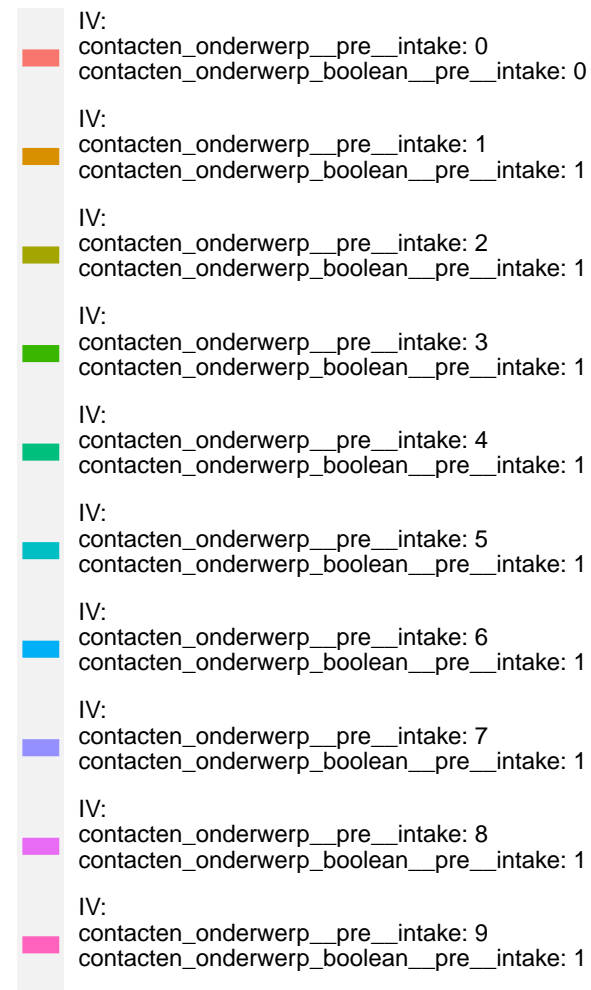 IV:
contacten_onderwerp__pre__intake: 0
contacten_onderwerp_boolean__pre__intake: 0
IV:
contacten_onderwerp__pre__intake: 1
contacten_onderwerp_boolean__pre__intake: 1
IV:
contacten_onderwerp__pre__intake: 2
contacten_onderwerp_boolean__pre__intake: 1
IV:
contacten_onderwerp__pre__intake: 3
contacten_onderwerp_boolean__pre__intake: 1
IV:
contacten_onderwerp__pre__intake: 4
contacten_onderwerp_boolean__pre__intake: 1
IV:
contacten_onderwerp__pre__intake: 5
contacten_onderwerp_boolean__pre__intake: 1
IV:
contacten_onderwerp__pre__intake: 6
contacten_onderwerp_boolean__pre__intake: 1
IV:
contacten_onderwerp__pre__intake: 7
contacten_onderwerp_boolean__pre__intake: 1
IV:
contacten_onderwerp__pre__intake: 8
contacten_onderwerp_boolean__pre__intake: 1
IV:
contacten_onderwerp__pre__intake: 9
contacten_onderwerp_boolean__pre__intake: 1